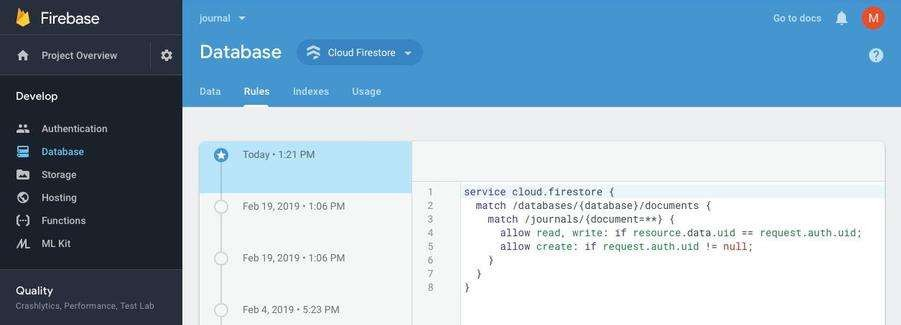 Firebase
Project Overview
Develop
Authentication
Database
Storage
Hosting
Functions
ML Kit
Quality
Crashlytics, Performance, Test Lab
journal
Go to docs
M
Database
Cloud Firestore
?
Data Rules Indexes Usage
Today • 1:21 PM
Feb 19, 2019 • 1:06 PM
Feb 19, 2019 • 1:06 PM
Feb 4, 2019 • 5:23 PM
1 service cloud.firestore {
2 match /databases/{database}/documents {
3 match /journals/{document=**} {
4 allow read, write: if resource.data.uid == request.auth.uid;
5 allow create: if request.auth.uid != null;
6 }
7 }
8 }